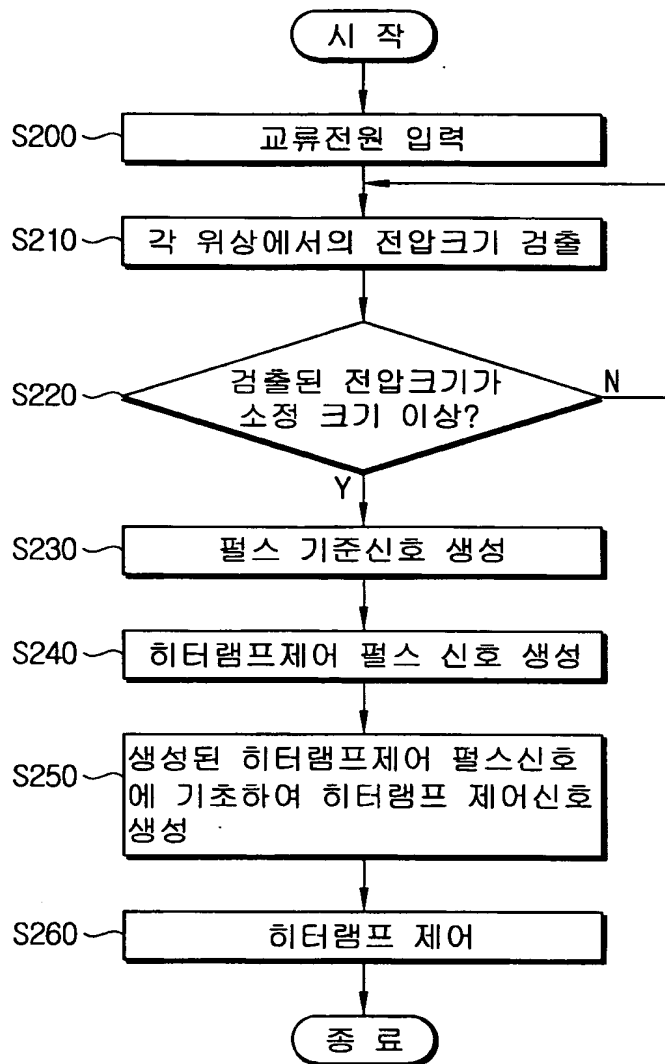 시 작
S200
교류전원 입력
S210
각 위상에서의 전압크기 검출
S220
검출된 전압크기가
소정 크기 이상?
N
Y
S230
펄스 기준신호 생성
S240
히터램프제어 펄스 신호 생성
S250
생성된 히터램프제어 펄스신호
에 기초하여 히터램프 제어신호
생성
S260
히터램프 제어
종 료